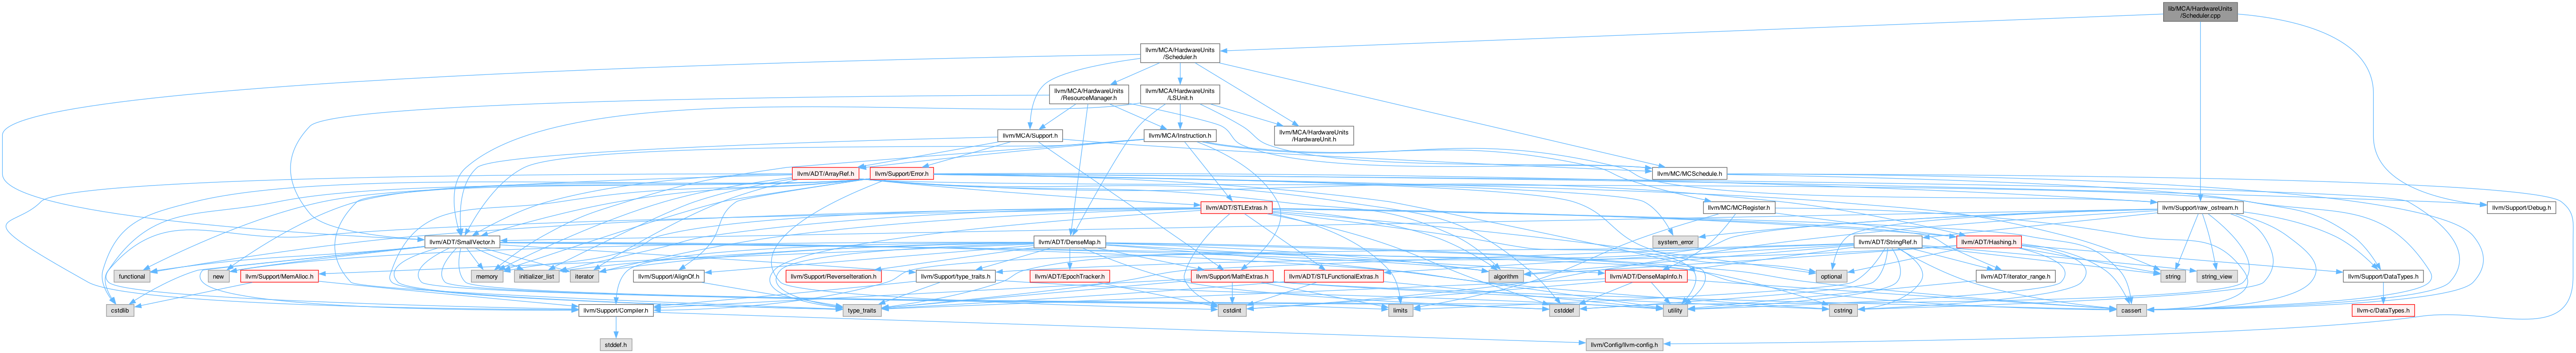 lib/MCA/HardwareUnits
/Scheduler.cpp
llvm/MCA/HardwareUnits
/Scheduler.h
llvm/MCA/HardwareUnits
/ResourceManager.h
llvm/MCA/HardwareUnits
/LSUnit.h
llvm/MCA/Support.h
llvm/MCA/Instruction.h
llvm/MCA/HardwareUnits
/HardwareUnit.h
llvm/ADT/ArrayRef.h
llvm/Support/Error.h
llvm/MC/MCSchedule.h
llvm/ADT/STLExtras.h
llvm/MC/MCRegister.h
llvm/Support/raw_ostream.h
llvm/Support/Debug.h
llvm/ADT/SmallVector.h
llvm/ADT/DenseMap.h
system_error
llvm/ADT/StringRef.h
llvm/ADT/Hashing.h
functional
new
llvm/Support/MemAlloc.h
memory
initializer_list
iterator
llvm/Support/AlignOf.h
llvm/Support/ReverseIteration.h
llvm/Support/type_traits.h
llvm/ADT/EpochTracker.h
llvm/Support/MathExtras.h
llvm/ADT/STLFunctionalExtras.h
algorithm
optional
llvm/ADT/DenseMapInfo.h
llvm/ADT/iterator_range.h
string
string_view
llvm/Support/DataTypes.h
cstdlib
llvm/Support/Compiler.h
type_traits
cstdint
limits
cstddef
utility
cstring
cassert
llvm-c/DataTypes.h
stddef.h
llvm/Config/llvm-config.h